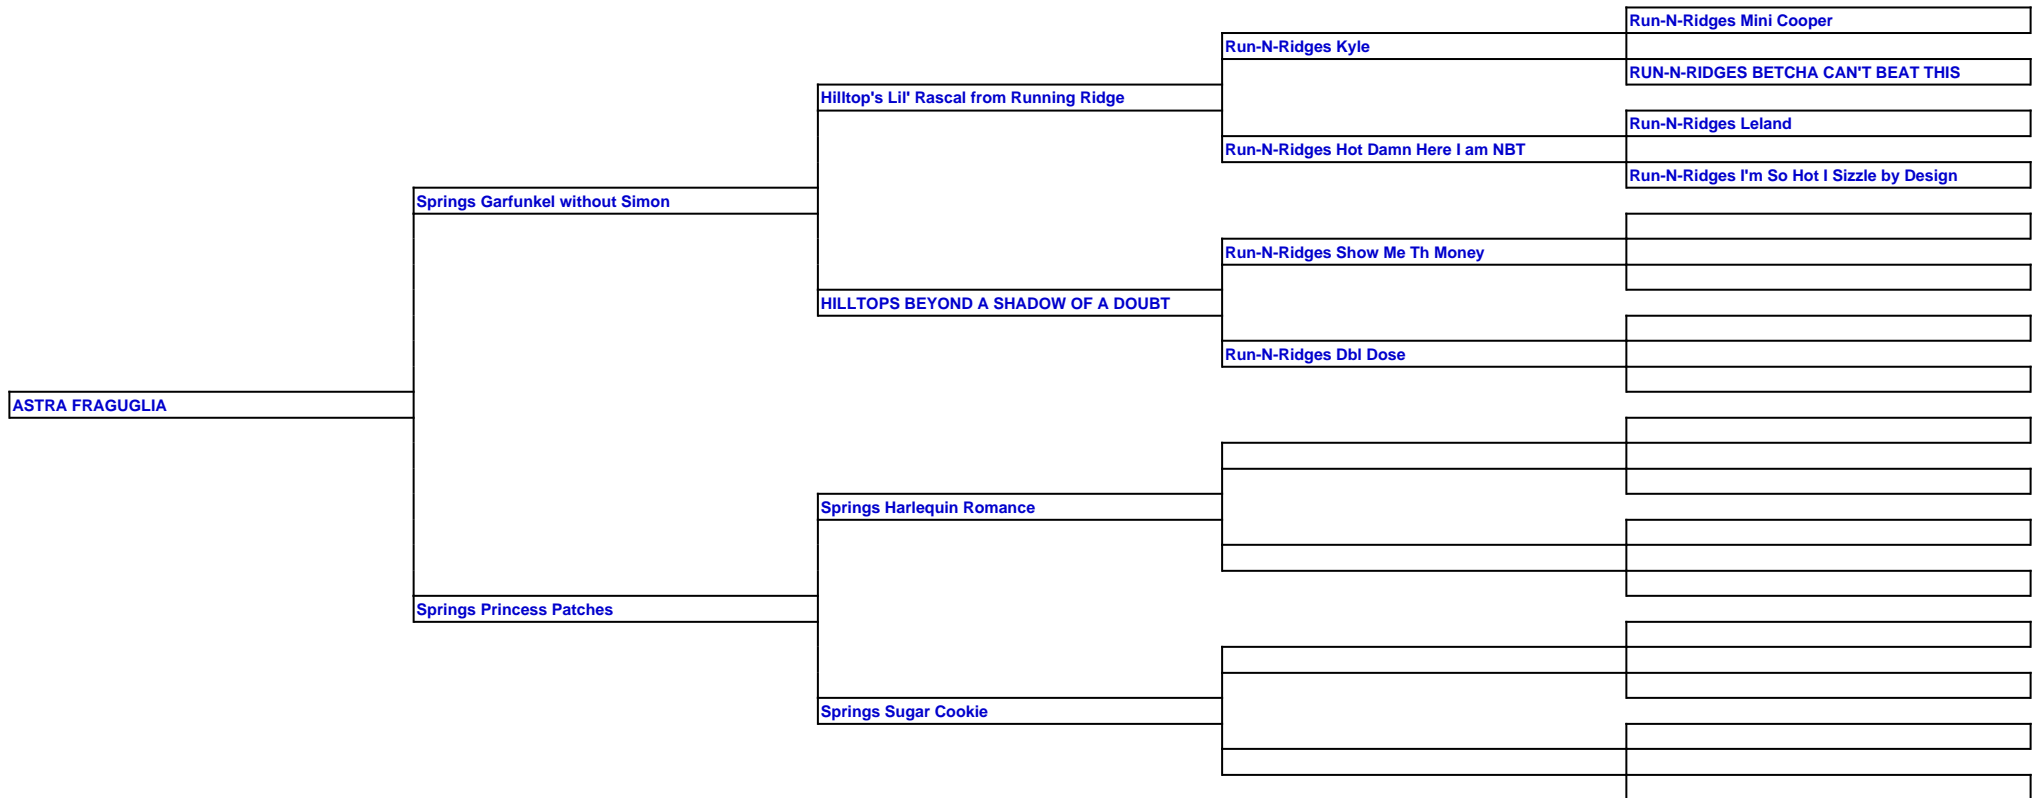 Run-N-Ridges Mini Cooper
Run-N-Ridges Kyle
RUN-N-RIDGES BETCHA CAN'T BEAT THIS
Hilltop's Lil' Rascal from Running Ridge
Run-N-Ridges Leland
Run-N-Ridges Hot Damn Here I am NBT
Run-N-Ridges I'm So Hot I Sizzle by Design
Springs Garfunkel without Simon
Run-N-Ridges Show Me Th Money
HILLTOPS BEYOND A SHADOW OF A DOUBT
Run-N-Ridges Dbl Dose
ASTRA FRAGUGLIA
Springs Harlequin Romance
Springs Princess Patches
Springs Sugar Cookie